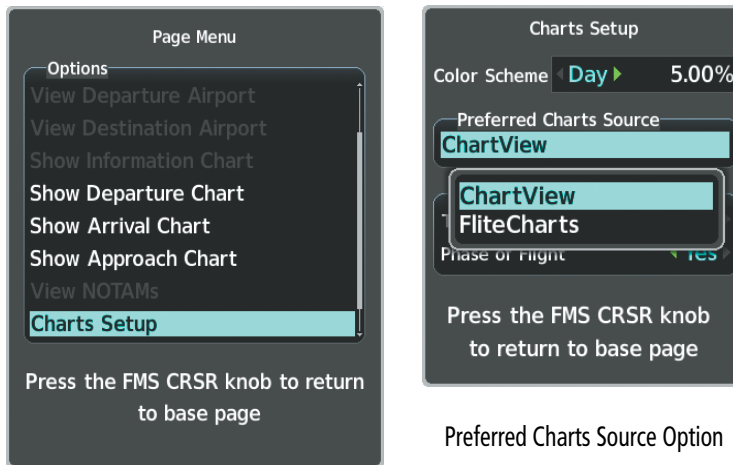 Page Menu
Options
View Departure Airport
View Destination Airport
Show Information Chart
Show Departure Chart
Show Arrival Chart
Show Approach Chart
View NOTAMs
Charts Setup
Press the FMS CRSR knob to return
to base page
Charts Setup
Color Scheme Day 5.00%
Preferred Charts Source
ChartView
ChartView
FliteCharts
Phase of Flight Yes
Press the FMS CRSR knob
to return to base page
Preferred Charts Source Option